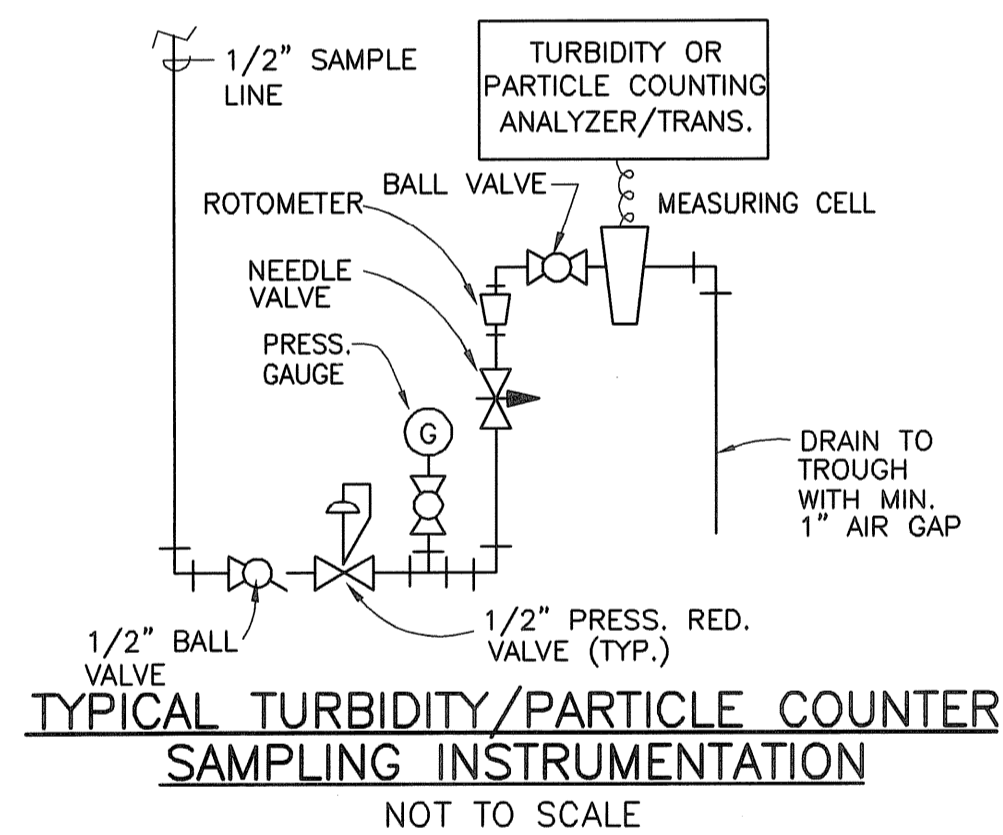 1/2" SAMPLE
LINE
TURBIDITY OR
PARTICLE COUNTING
ANALYZER/TRANS.
BALL VALVE
ROTOMETER
MEASURING CELL
NEEDLE
VALVE
PRESS.
GAUGE
G
DRAIN TO
TROUGH
WITH MIN.
1" AIR GAP
1/2" BALL
VALVE
1/2" PRESS. RED.
VALVE (TYP.)
TYPICAL TURBIDITY/PARTICLE COUNTER
SAMPLING INSTRUMENTATION
NOT TO SCALE